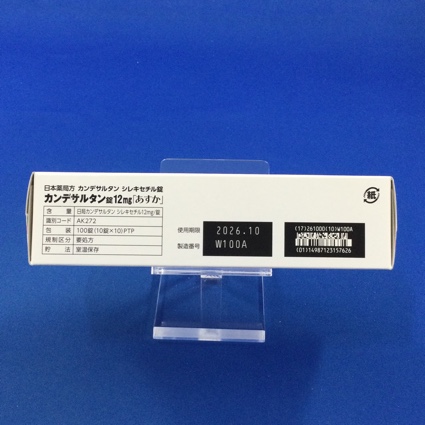 日本薬局方 カンデサルタン シレキセチル錠
カンデサルタン錠12mg「あすか」
含 量 日局カンデサルタン シレキセチル12mg/錠
識別コード AK272
包 装 100錠(10錠×10)PTP
規制区分 要処方
貯 法 室温保存
使用期限 2026.10
製造番号 W100A
(17)261000(10)W100A
(01)14987123157626
紙